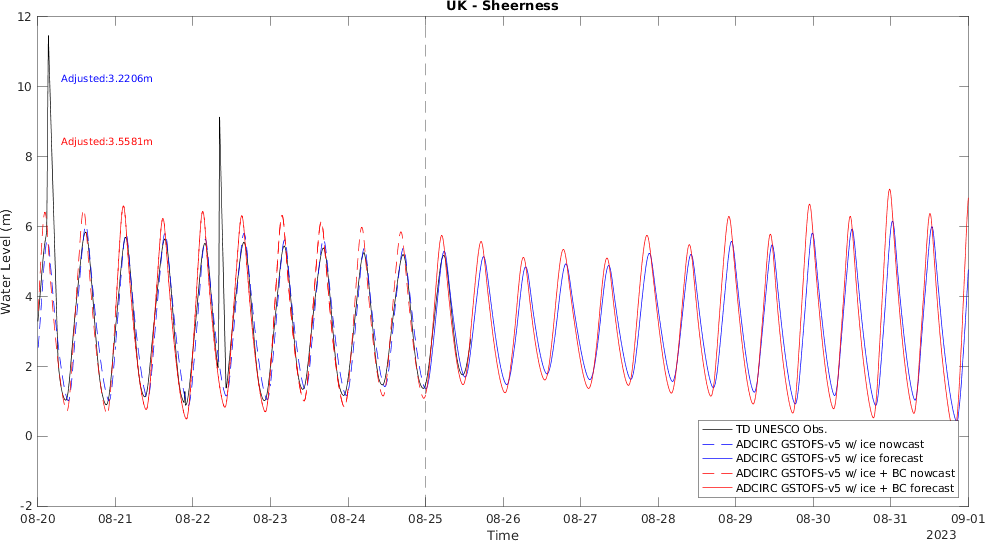 UK - Sheerness
12
10
8
6
4
2
0
-2
Water Level (m)
Adjusted:3.2206m
Adjusted:3.5581m
TD UNESCO Obs.
ADCIRC GSTOFS-v5 w/ ice nowcast
ADCIRC GSTOFS-v5 w/ ice forecast
ADCIRC GSTOFS-v5 w/ ice + BC nowcast
ADCIRC GSTOFS-v5 w/ ice + BC forecast
08-20 08-21 08-22 08-23 08-24 08-25 08-26 08-27 08-28 08-29 08-30 08-31 09-01
Time
2023